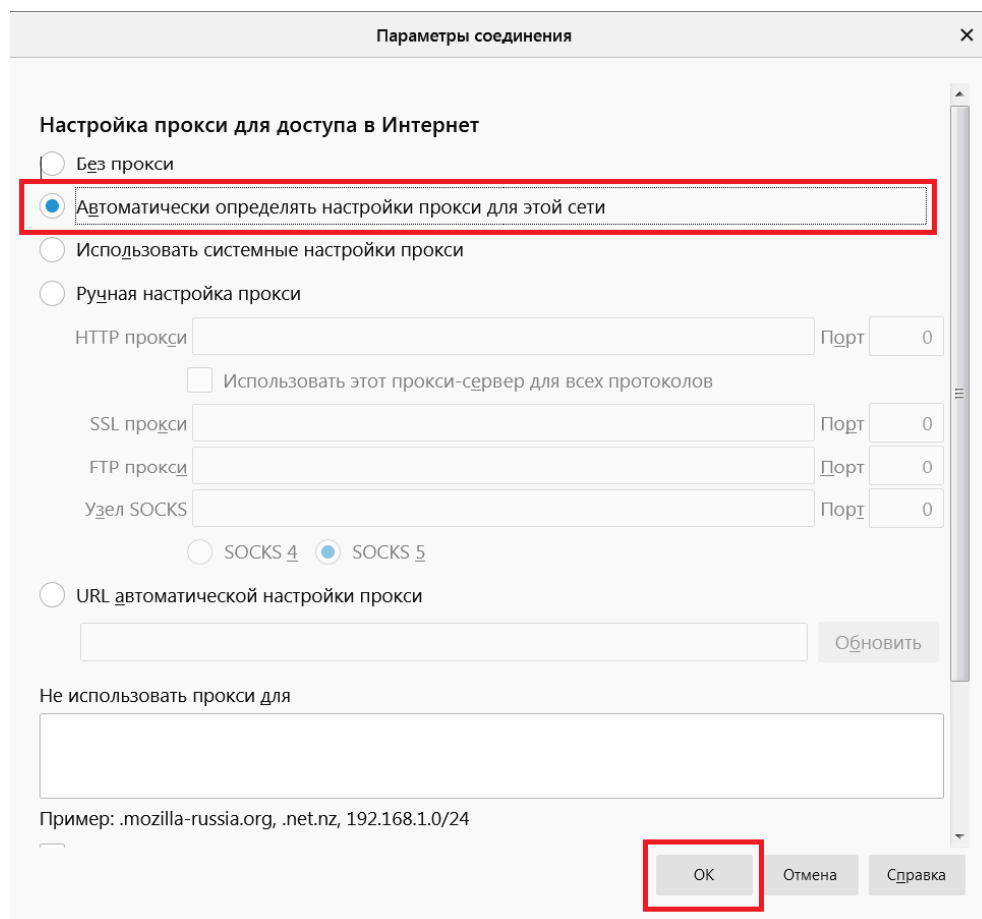 Параметры соединения
Настройка прокси для доступа в Интернет
Без прокси
Автоматически определять настройки прокси для этой сети
Использовать системные настройки прокси
Ручная настройка прокси
HTTP прокси Порт 0
Использовать этот прокси-сервер для всех протоколов
SSL прокси Порт 0
FTP прокси Порт 0
Узел SOCKS Порт 0
SOCKS 4 SOCKS 5
URL автоматической настройки прокси
Обновить
Не использовать прокси для
Пример: .mozilla-russia.org, .net.nz, 192.168.1.0/24
ОК Отмена Справка